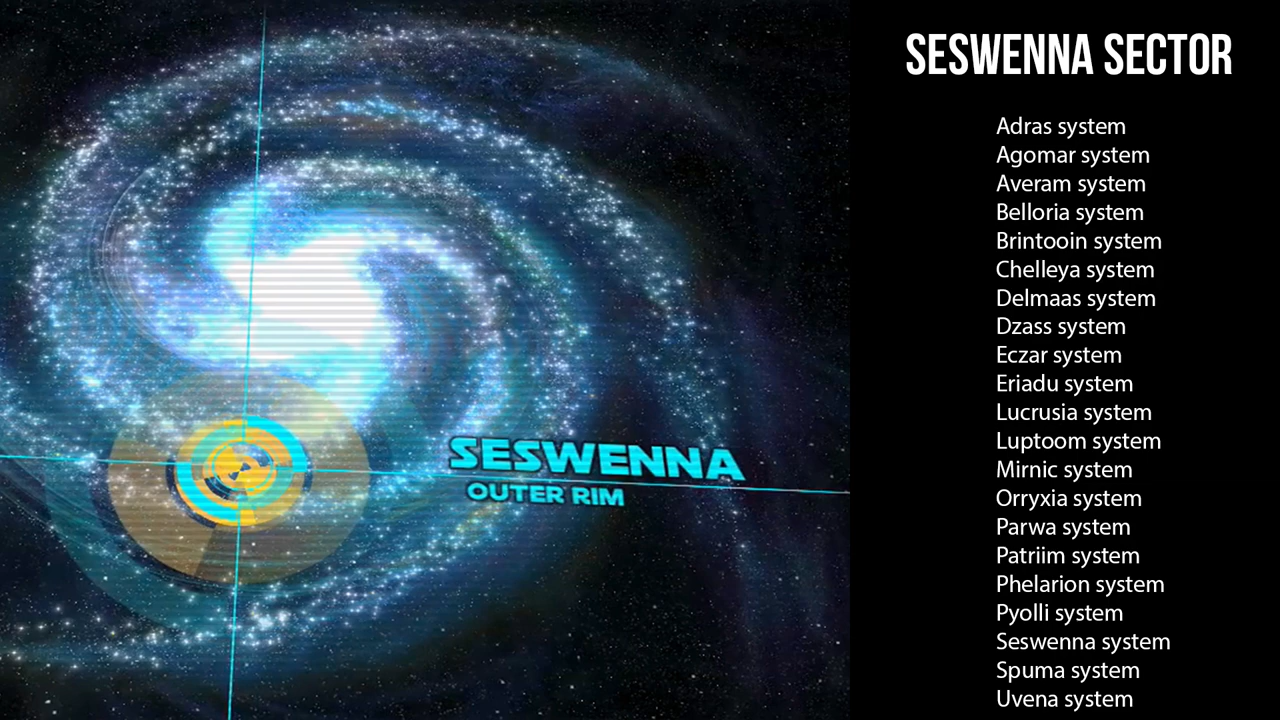 SESWENNA
OUTER RIM
SESWENNA SECTOR
Adras system
Agomar system
Averam system
Belloria system
Brintooin system
Chelleya system
Delmaas system
Dzass system
Eczar system
Eriadu system
Lucrusia system
Luptoom system
Mirnic system
Orryxia system
Parwa system
Patriim system
Phelarion system
Pyolli system
Seswenna system
Spuma system
Uvena system